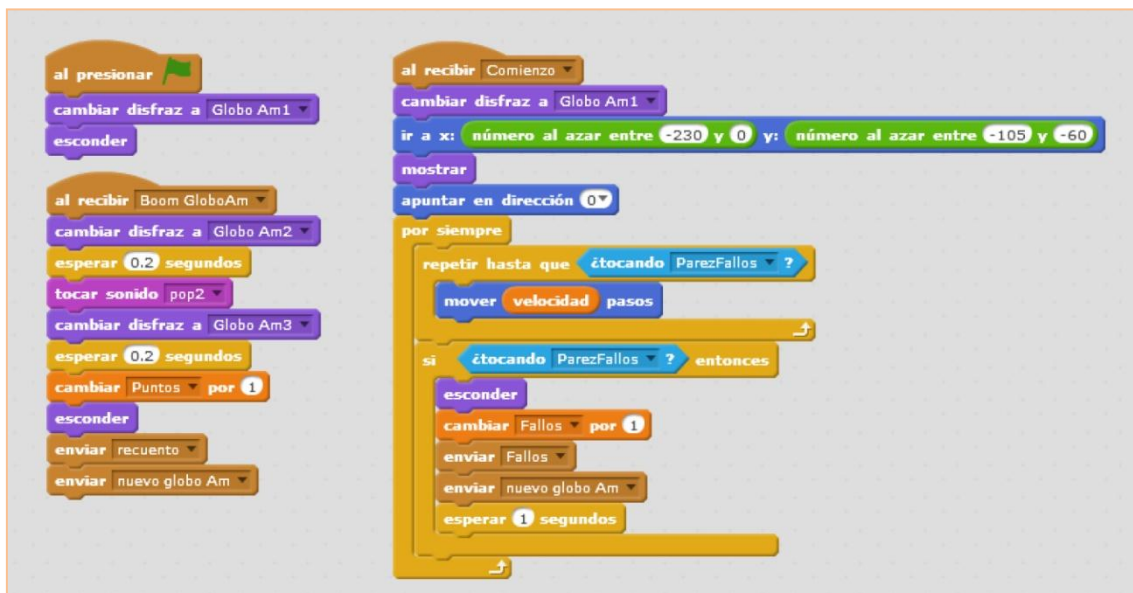 al presionar
cambiar disfraz a Globo Am1
esconder
al recibir Boom GloboAm
cambiar disfraz a Globo Am2
esperar 0.2 segundos
tocar sonido pop2
cambiar disfraz a Globo Am3
esperar 0.2 segundos
cambiar Puntos por 1
esconder
enviar recuento
enviar nuevo globo Am
al recibir Comienzo
cambiar disfraz a Globo Am1
ir a x: número al azar entre -230 y 0 y: número al azar entre -105 y -60
mostrar
apuntar en dirección 0
por siempre
repetir hasta que ¿tocando ParezFallos ?
mover velocidad pasos
si ¿tocando ParezFallos ? entonces
esconder
cambiar Fallos por 1
enviar Fallos
enviar nuevo globo Am
esperar 1 segundos